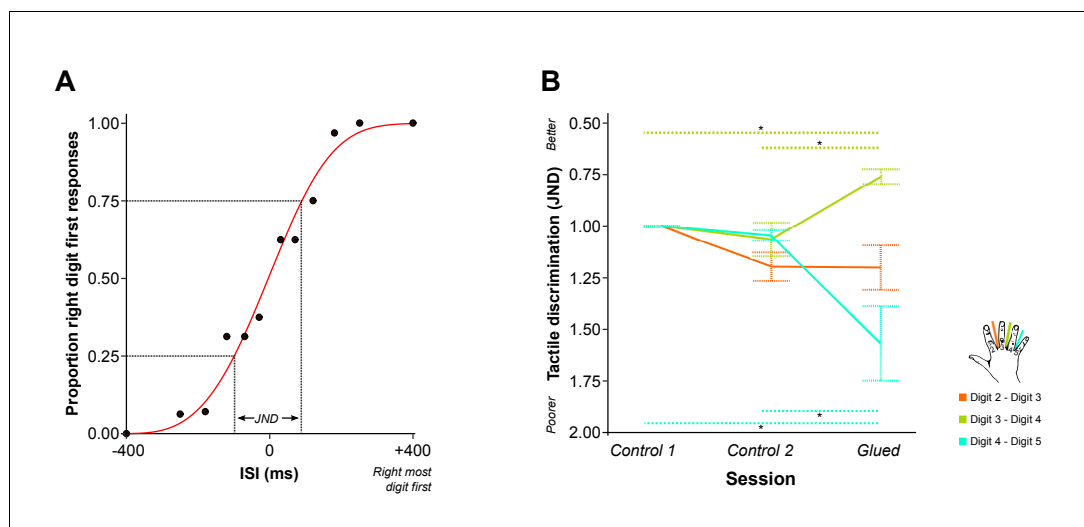 A
Proportion right digit first responses
1.00
0.75
0.50
0.25
0.00
JND
-400
0
+400
ISI (ms)
Right most
digit first
B
Tactile discrimination (JND)
Better
Poorer
0.50
0.75
1.00
1.25
1.50
1.75
2.00
*
*
*
*
Control 1
Control 2
Glued
Session
Digit 2 - Digit 3
Digit 3 - Digit 4
Digit 4 - Digit 5